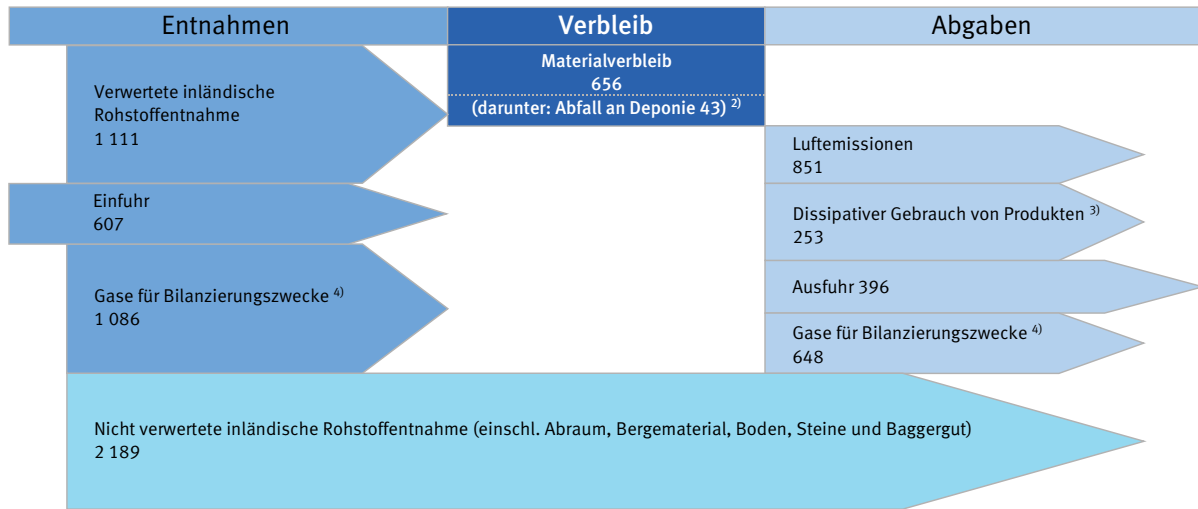 Entnahmen
Verbleib
Abgaben
Materialverbleib
656
(darunter: Abfall an Deponie 43) 2)
Verwertete inländische
Rohstoffentnahme
1 111
Einfuhr
607
Gase für Bilanzierungszwecke 4)
1 086
Luftemissionen
851
Dissipativer Gebrauch von Produkten 3)
253
Ausfuhr 396
Gase für Bilanzierungszwecke 4)
648
Nicht verwertete inländische Rohstoffentnahme (einschl. Abraum, Bergematerial, Boden, Steine und Baggergut)
2 189